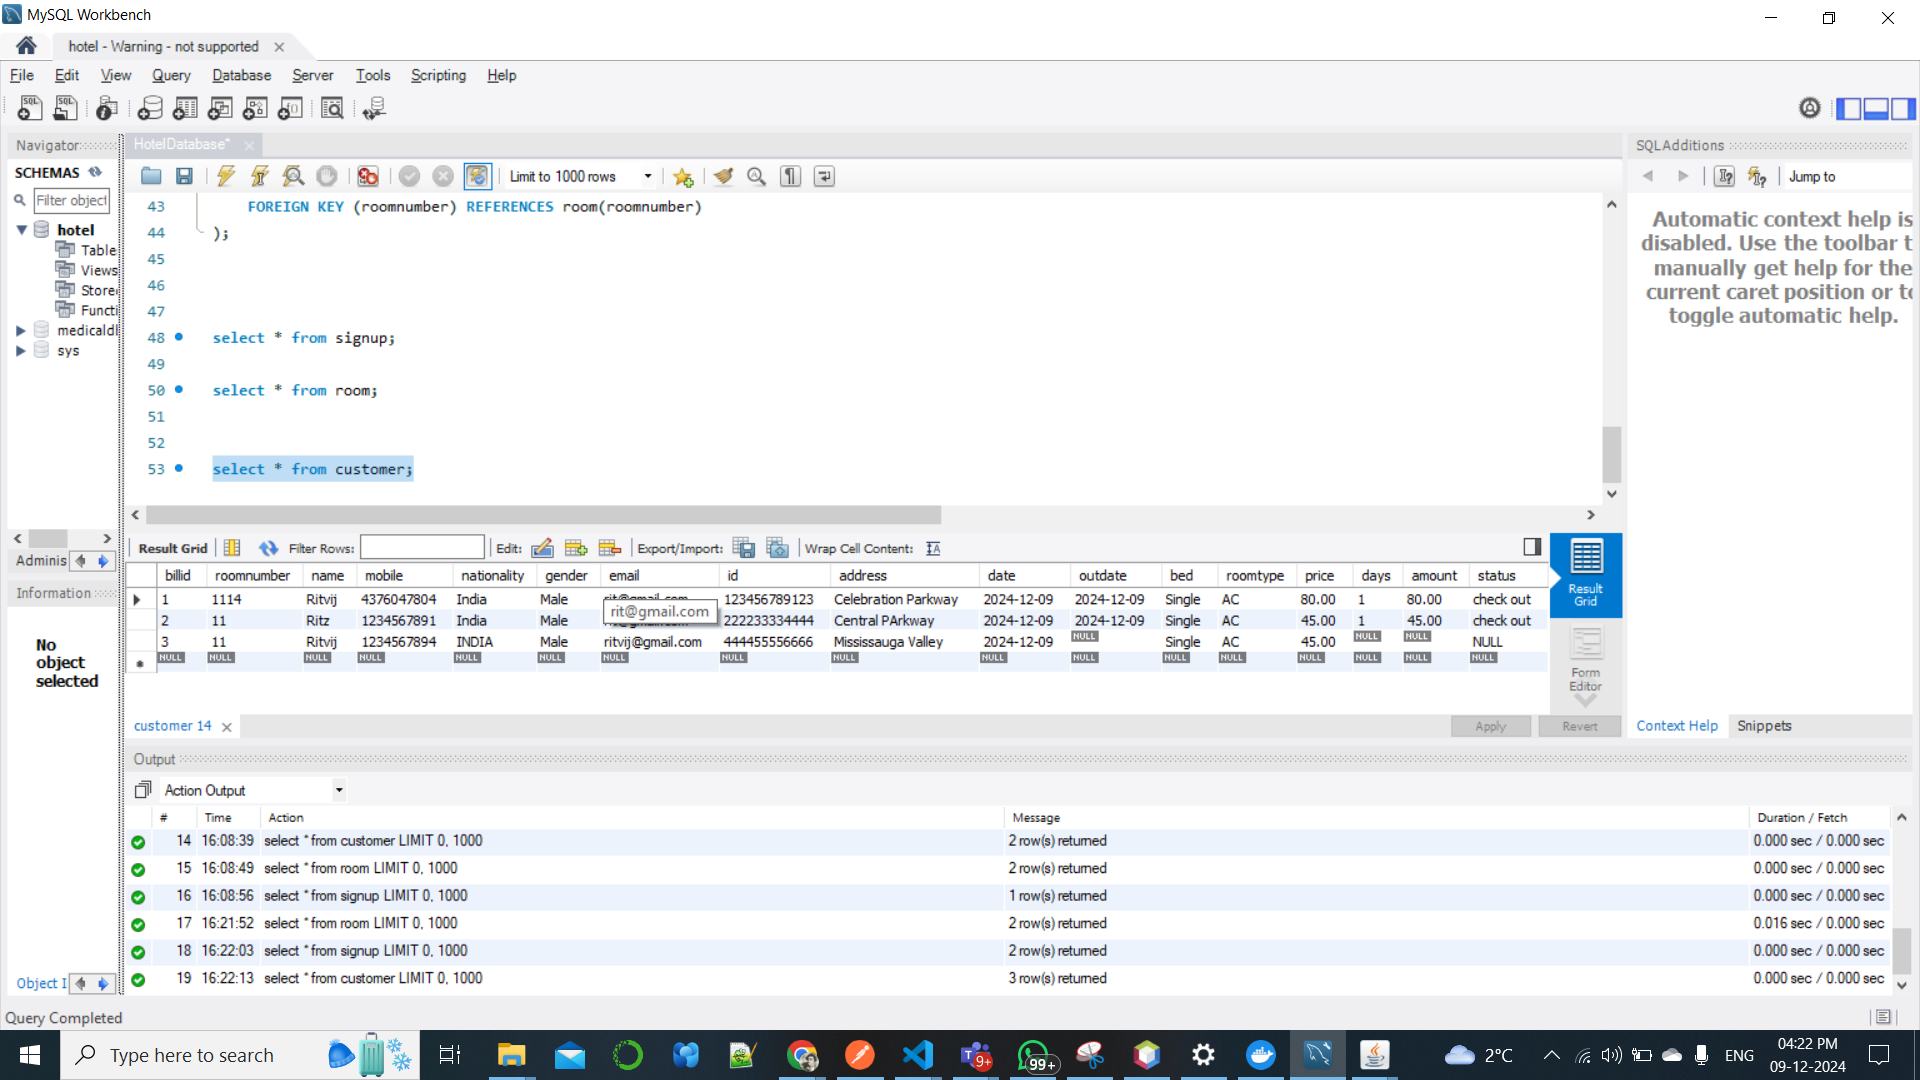 MySQL Workbench
hotel - Warning - not supported
File Edit View Query Database Server Tools Scripting Help
Navigator
SCHEMAS
Filter object
hotel
Table
Views
Store
Functi
medicaldl
sys
Adminis
Information
No
object
selected
Object I
HotelDatabase*
Limit to 1000 rows
43 FOREIGN KEY (roomnumber) REFERENCES room(roomnumber)
44 );
45
46
47
48 select * from signup;
49
50 select * from room;
51
52
53 select * from customer;
Result Grid Filter Rows: Edit: Export/Import: Wrap Cell Content:
billid roomnumber name mobile nationality gender email id address date outdate bed roomtype price days amount status
1 1114 Ritvij 4376047804 India Male rit@gmail.com 123456789123 Celebration Parkway 2024-12-09 2024-12-09 Single AC 80.00 1 80.00 check out
rit@gmail.com
2 11 Ritz 1234567891 India Male 222233334444 Central PArkway 2024-12-09 2024-12-09 Single AC 45.00 1 45.00 check out
3 11 Ritvij 1234567894 INDIA Male ritvij@gmail.com 444455556666 Mississauga Valley 2024-12-09 NULL Single AC 45.00 NULL NULL NULL
NULL NULL NULL NULL NULL NULL NULL NULL NULL NULL NULL NULL NULL NULL NULL NULL NULL
Result
Grid
Form
Editor
customer 14
Apply Revert
SQLAdditions
Jump to
Automatic context help is
disabled. Use the toolbar t
manually get help for the
current caret position or to
toggle automatic help.
Context Help Snippets
Output
Action Output
# Time Action Message Duration / Fetch
14 16:08:39 select * from customer LIMIT 0, 1000 2 row(s) returned 0.000 sec / 0.000 sec
15 16:08:49 select * from room LIMIT 0, 1000 2 row(s) returned 0.000 sec / 0.000 sec
16 16:08:56 select * from signup LIMIT 0, 1000 1 row(s) returned 0.000 sec / 0.000 sec
17 16:21:52 select * from room LIMIT 0, 1000 2 row(s) returned 0.016 sec / 0.000 sec
18 16:22:03 select * from signup LIMIT 0, 1000 2 row(s) returned 0.000 sec / 0.000 sec
19 16:22:13 select * from customer LIMIT 0, 1000 3 row(s) returned 0.000 sec / 0.000 sec
Query Completed
Type here to search
9+
99+
2°C
ENG
04:22 PM
09-12-2024